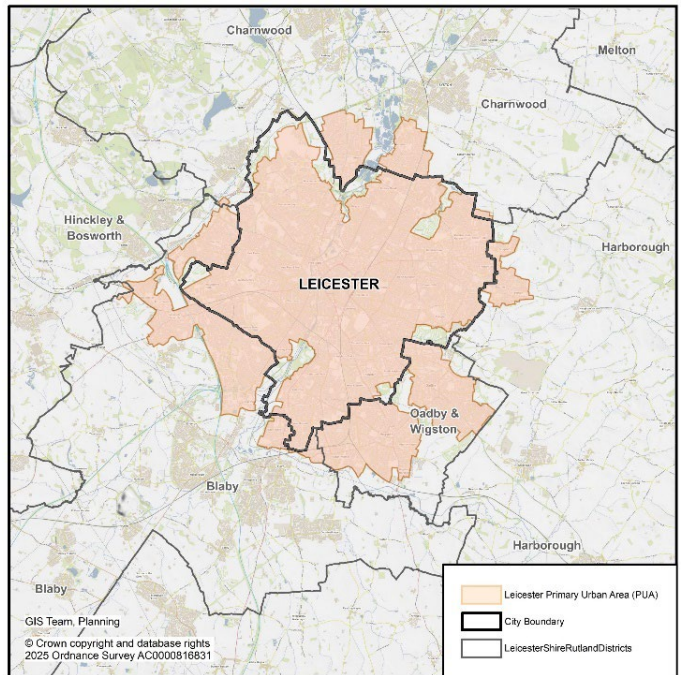 Charnwood
Melton
Charnwood
Hinckley &
Bosworth
Harborough
LEICESTER
Oadby &
Wigston
Blaby
Harborough
Blaby
GIS Team, Planning
© Crown copyright and database rights
2025 Ordnance Survey AC0000816831
Leicester Primary Urban Area (PUA)
City Boundary
LeicesterShireRutlandDistricts